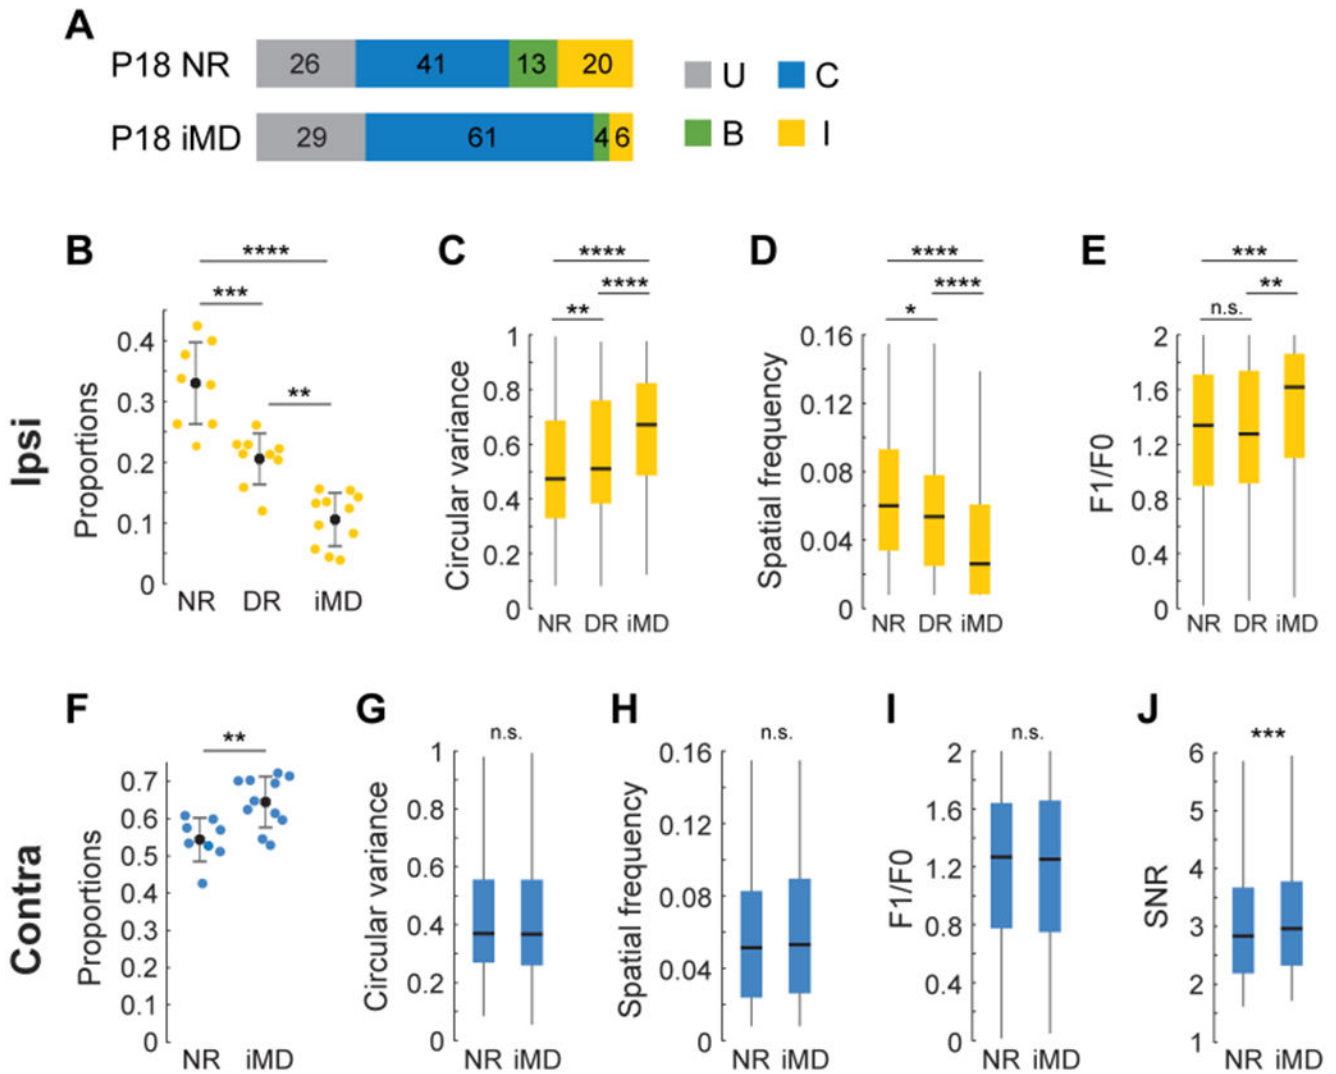 A
P18 NR 26 41 13 20
P18 iMD 29 61 4 6
U C
B I
Ipsi
B
****
***
**
Proportions
0.4
0.3
0.2
0.1
0
NR DR iMD
C
****
****
**
Circular variance
1
0.8
0.6
0.4
0.2
0
NR DR iMD
D
****
****
*
Spatial frequency
0.16
0.12
0.08
0.04
0
NR DR iMD
E
***
**
n.s.
F1/F0
2
1.6
1.2
0.8
0.4
0
NR DR iMD
Contra
F
**
Proportions
0.7
0.6
0.5
0.4
0.3
0.2
0.1
0
NR iMD
G
n.s.
Circular variance
1
0.8
0.6
0.4
0.2
0
NR iMD
H
n.s.
Spatial frequency
0.16
0.12
0.08
0.04
0
NR iMD
I
n.s.
F1/F0
2
1.6
1.2
0.8
0.4
0
NR iMD
J
***
SNR
6
5
4
3
2
1
NR iMD